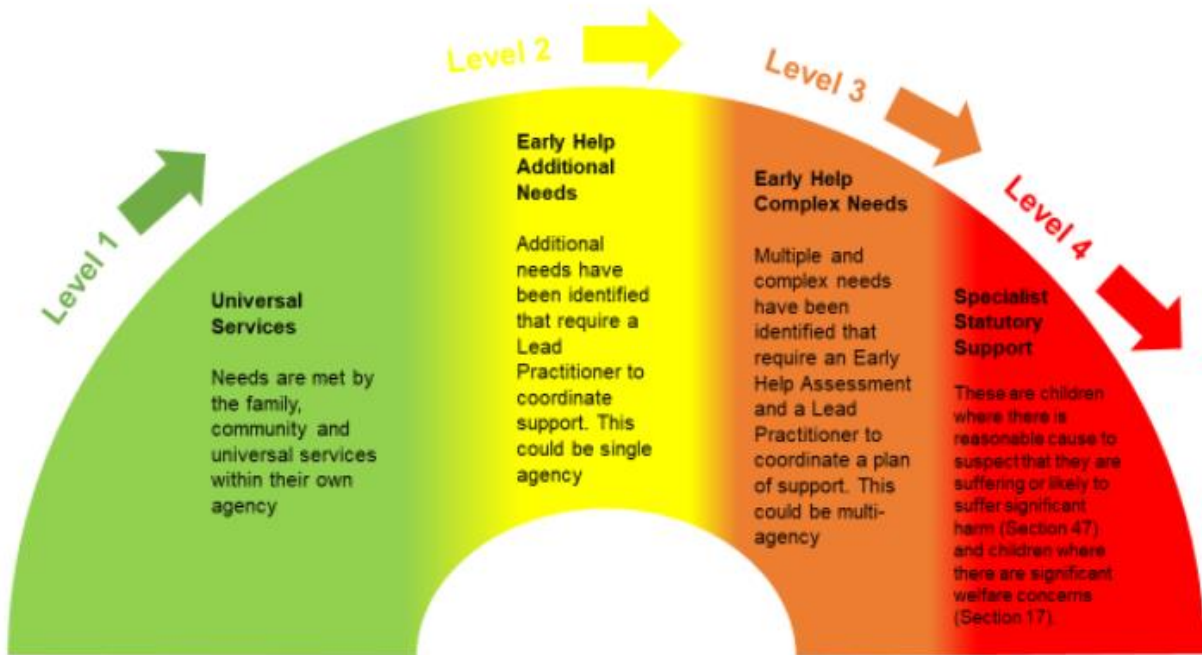 Level 1
Universal
Services
Needs are met by
the family,
community and
universal services
within their own
agency
Level 2
Early Help
Additional
Needs
Additional
needs have
been identified
that require a
Lead
Practitioner to
coordinate
support. This
could be single
agency
Level 3
Early Help
Complex Needs
Multiple and
complex needs
have been
identified that
require an Early
Help Assessment
and a Lead
Practitioner to
coordinate a plan
of support. This
could be multi-
agency
Level 4
Specialist
Statutory
Support
These are children
where there is
reasonable cause to
suspect that they are
suffering or likely to
suffer significant
harm (Section 47)
and children where
there are significant
welfare concerns
(Section 17).